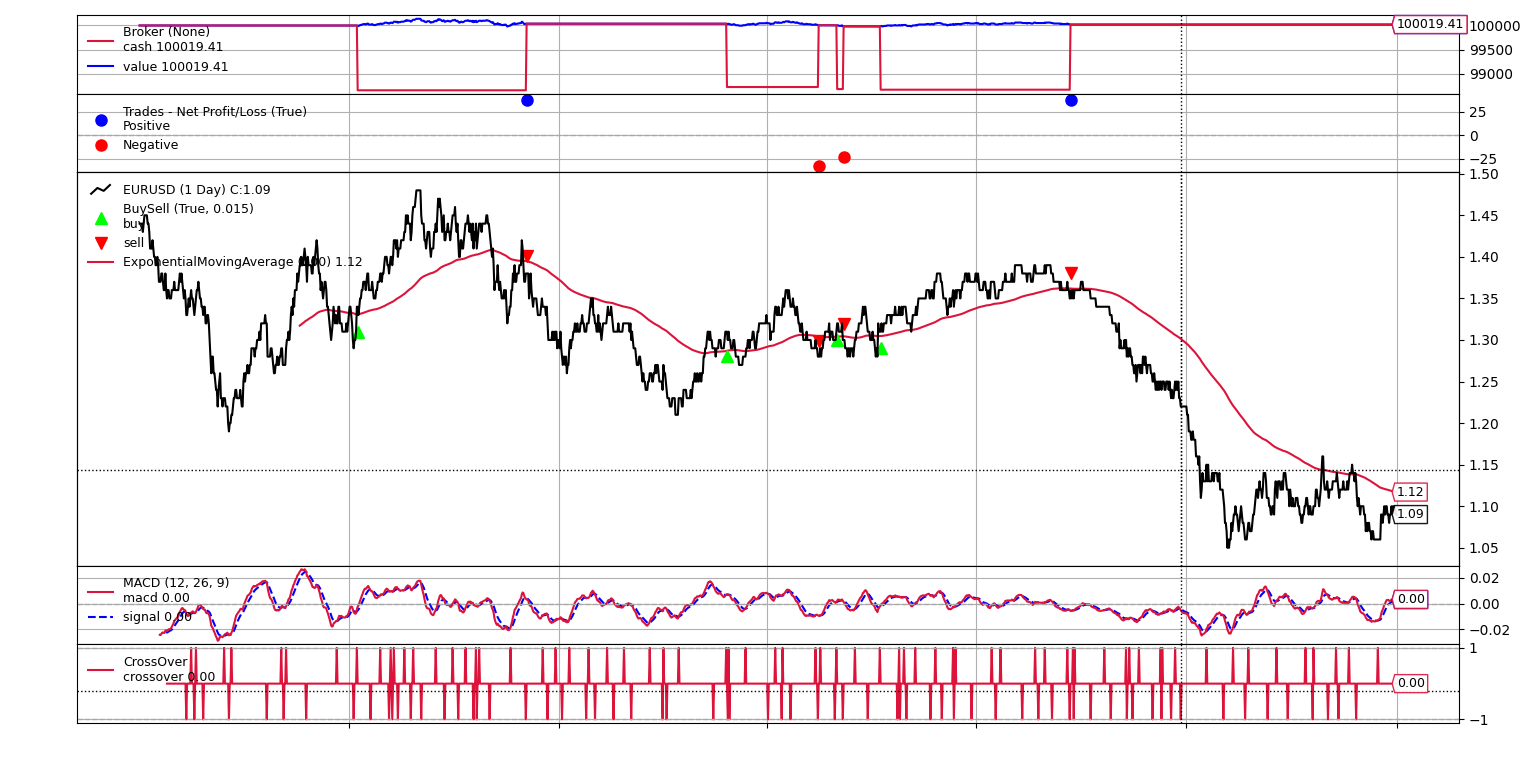 Broker (None)
cash 100019.41
value 100019.41
100019.41
100000
99500
99000
Trades - Net Profit/Loss (True)
Positive
Negative
25
0
−25
EURUSD (1 Day) C:1.09
BuySell (True, 0.015)
buy
sell
1.50
1.45
1.40
1.35
1.30
1.25
1.20
1.15
1.10
1.05
1.12
1.09
MACD (12, 26, 9)
macd 0.00
signal 0.00
0.02
0.00
−0.02
0.00
CrossOver
crossover 0.00
1
0.00
−1
ExponentialMovingAverage 1.12